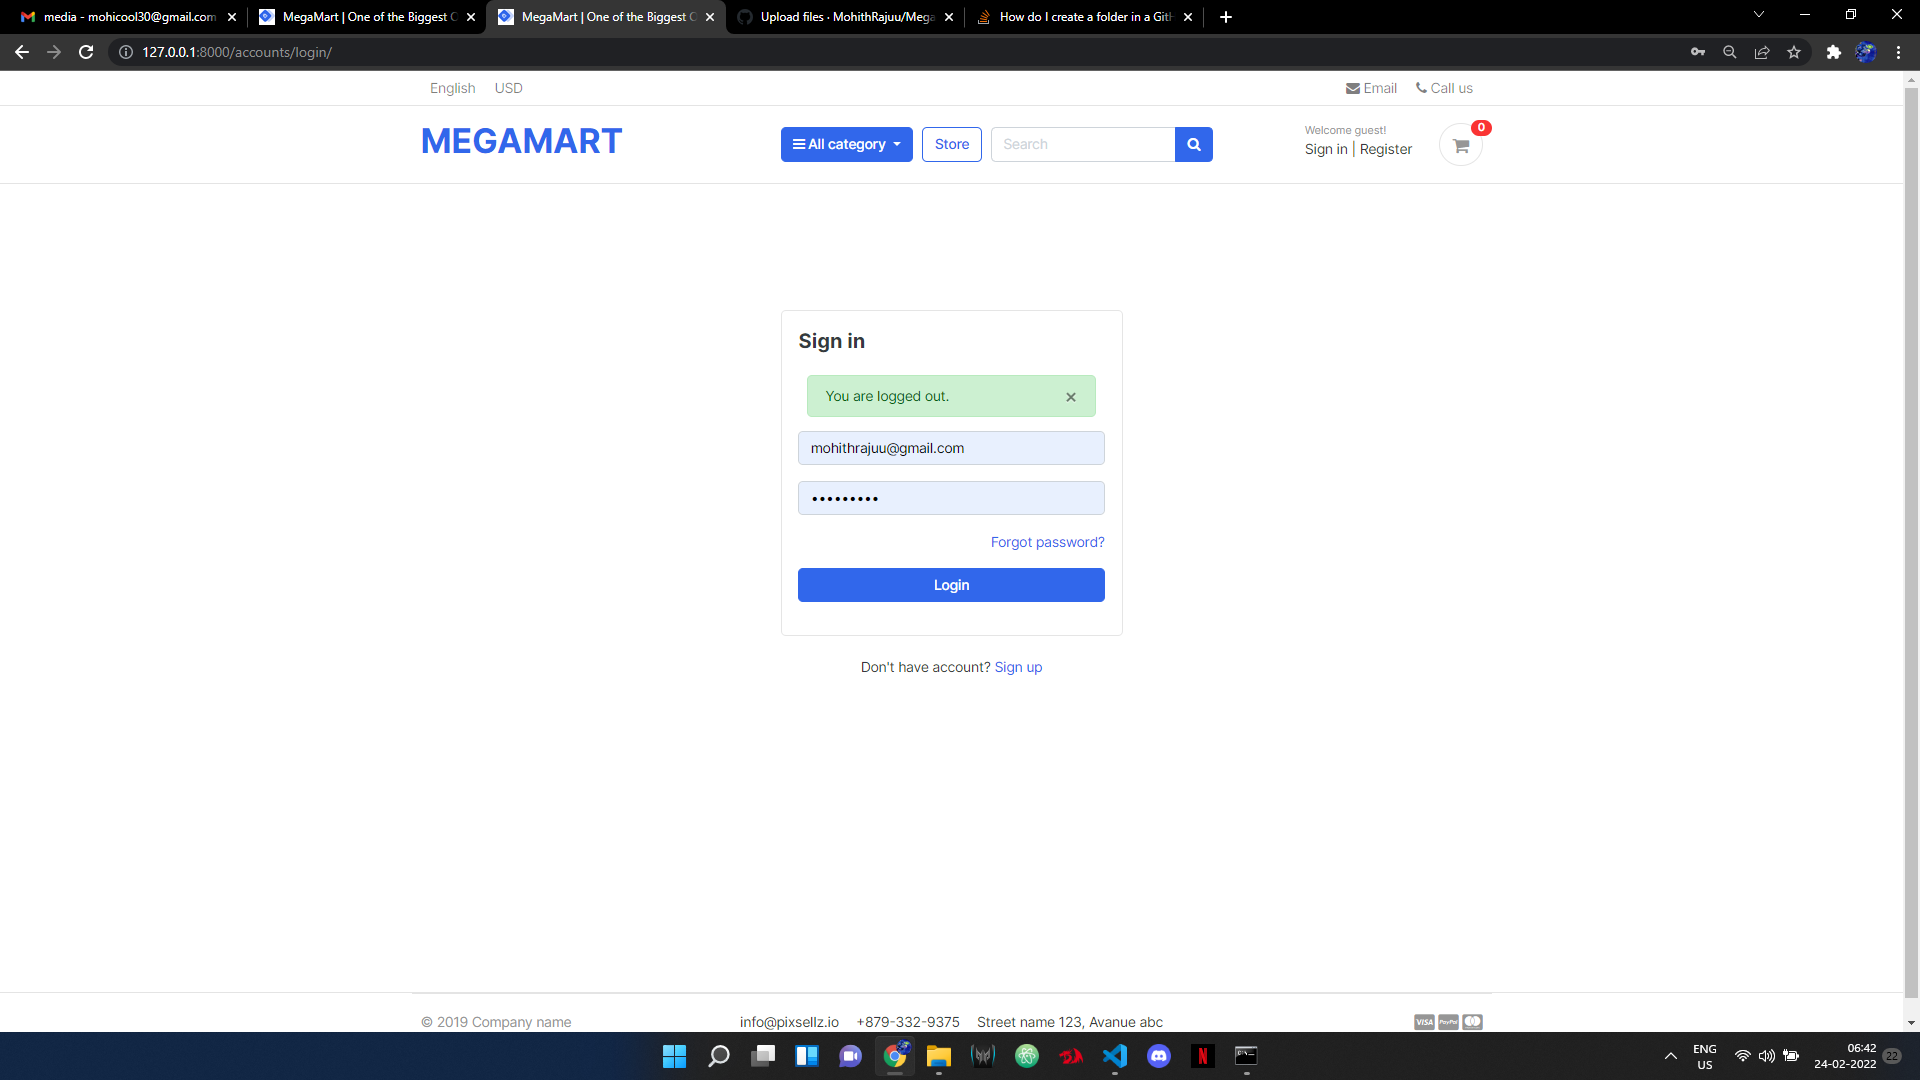 media - mohicool30@gmail.com
MegaMart | One of the Biggest O
MegaMart | One of the Biggest O
Upload files · MohithRajuu/Mega
How do I create a folder in a Git
127.0.0.1:8000/accounts/login/
English USD
Email Call us
MEGAMART
All category
Store
Search
Welcome guest!
Sign in | Register
0
Sign in
You are logged out.
mohithrajuu@gmail.com
•••••••••
Forgot password?
Login
Don't have account? Sign up
© 2019 Company name
info@pixsellz.io +879-332-9375 Street name 123, Avanue abc
VISA PayPal
ENG
US
06:42
24-02-2022
22